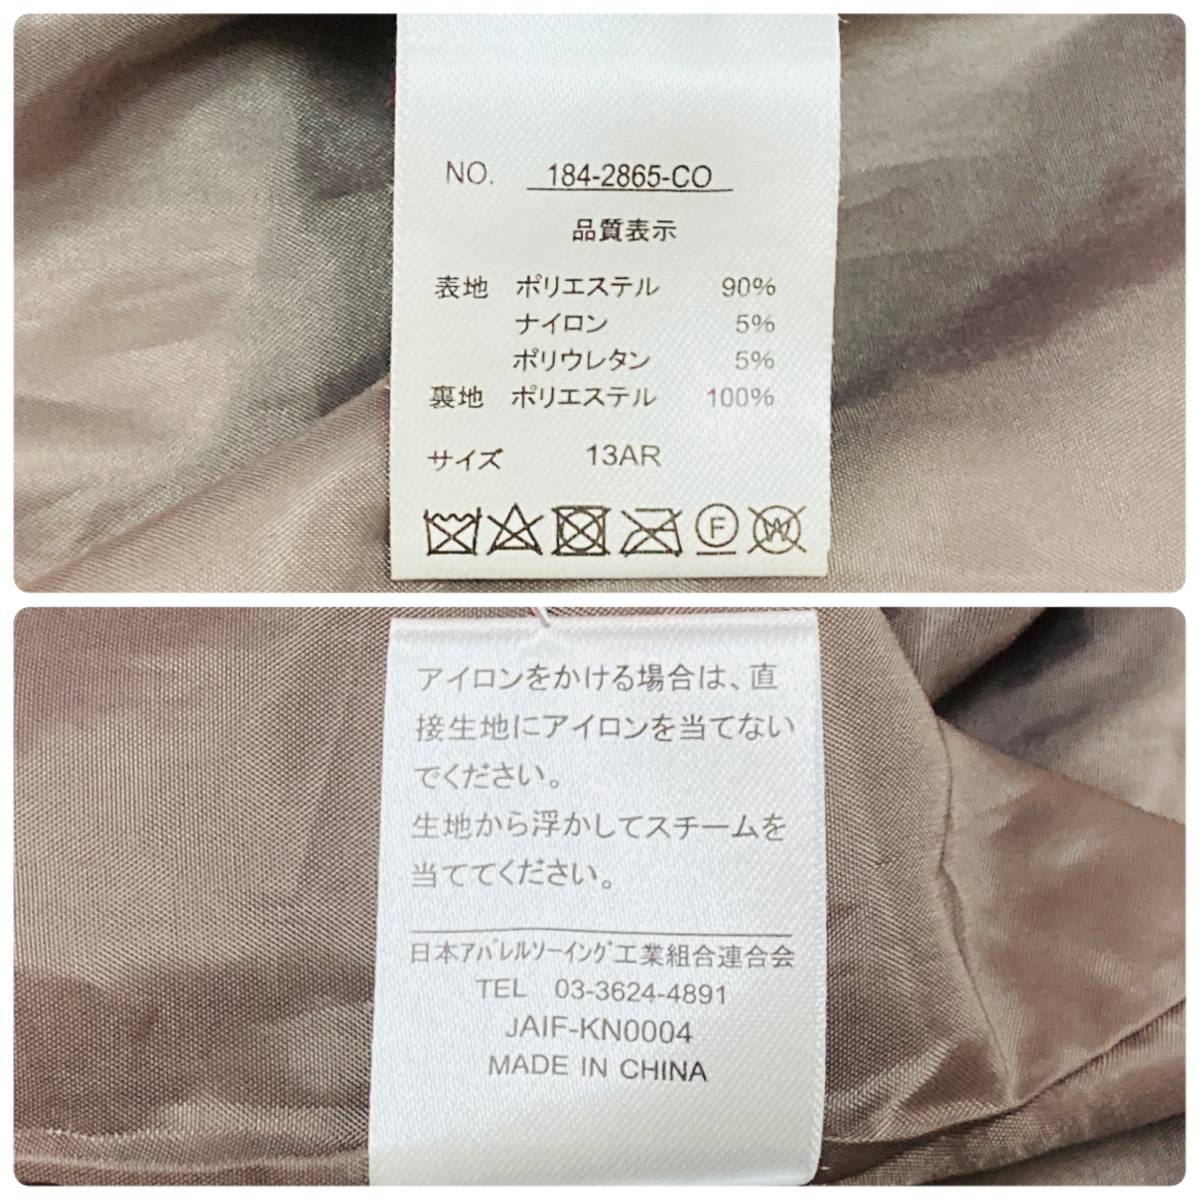 NO. 184-2865-CO
品質表示
表地 ポリエステル 90%
ナイロン 5%
ポリウレタン 5%
裏地 ポリエステル 100%
サイズ 13AR
F W
アイロンをかける場合は、直
接生地にアイロンを当てない
でください。
生地から浮かしてスチームを
当ててください。
日本アパレルソーイング工業組合連合会
TEL 03-3624-4891
JAIF-KN0004
MADE IN CHINA